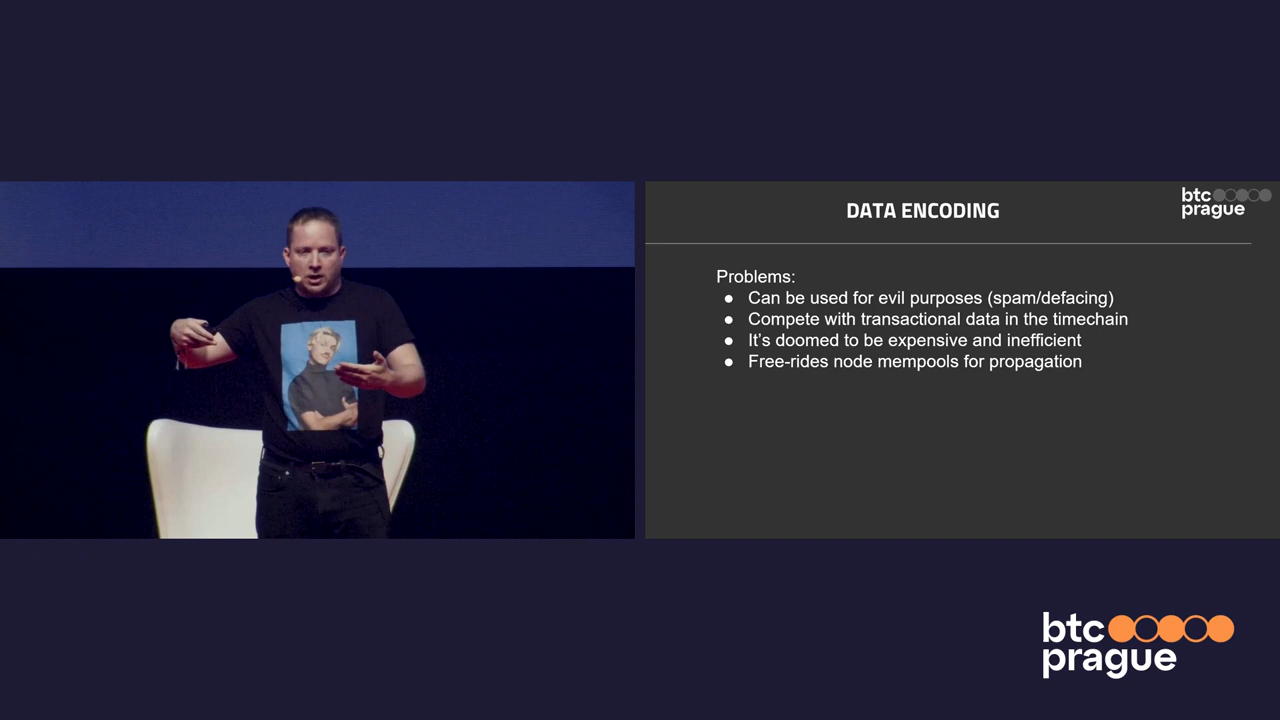 btc
prague
DATA ENCODING
Problems:
● Can be used for evil purposes (spam/defacing)
● Compete with transactional data in the timechain
● It's doomed to be expensive and inefficient
● Free-rides node mempools for propagation
btc
prague